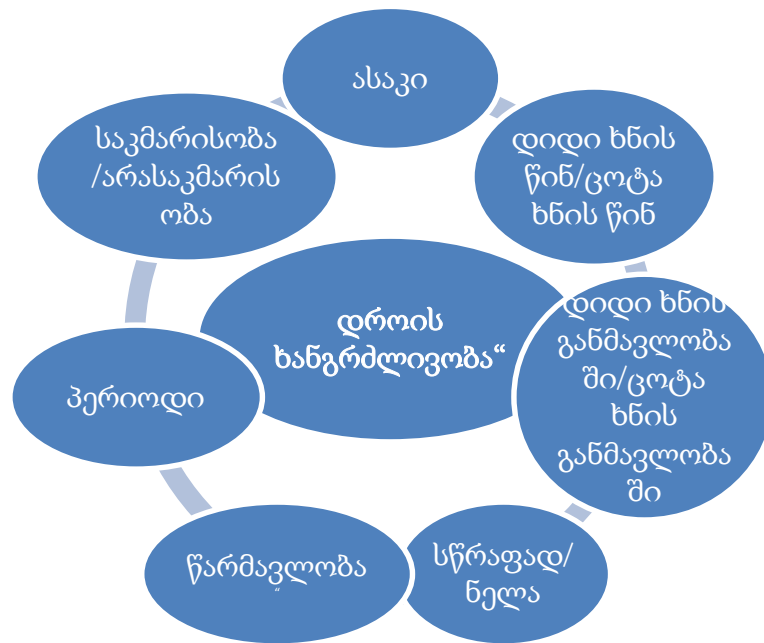 ასაკი
დიდი ხნის
წინ/ცოტა
ხნის წინ
დიდი ხნის
განმავლობა
ში/ცოტა
ხნის
განმავლობა
ში
სწრაფად/
ნელა
წარმავლობა
“
პერიოდი
საკმარისობა
/არასაკმარის
ობა
დროის
ხანგრძლივობა“